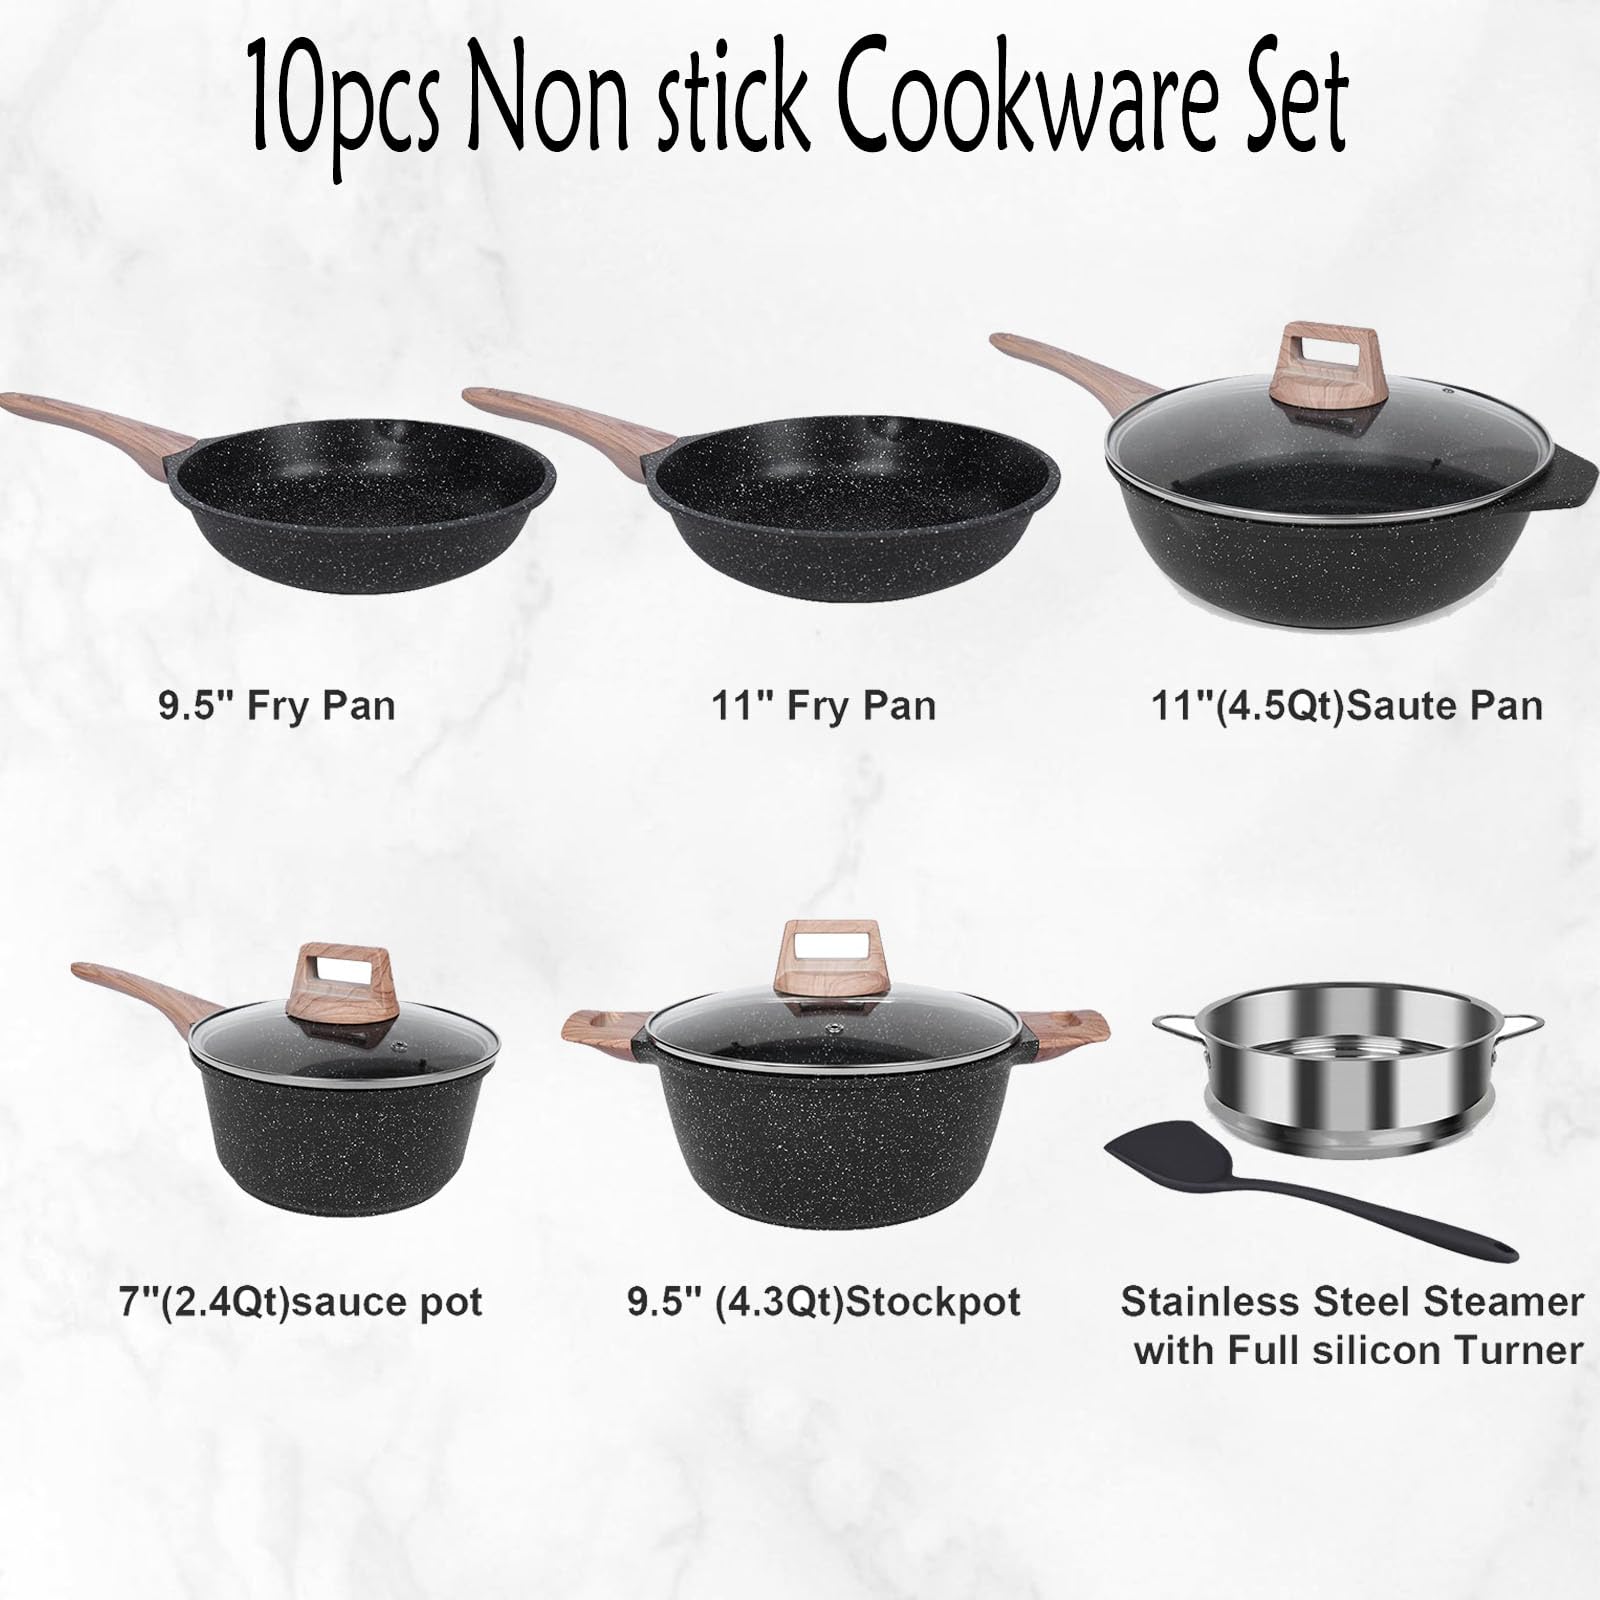 10pcs Non stick Cookware Set
9.5" Fry Pan
11" Fry Pan
11"(4.5Qt)Saute Pan
7"(2.4Qt)sauce pot
9.5" (4.3Qt)Stockpot
Stainless Steel Steamer
with Full silicon Turner